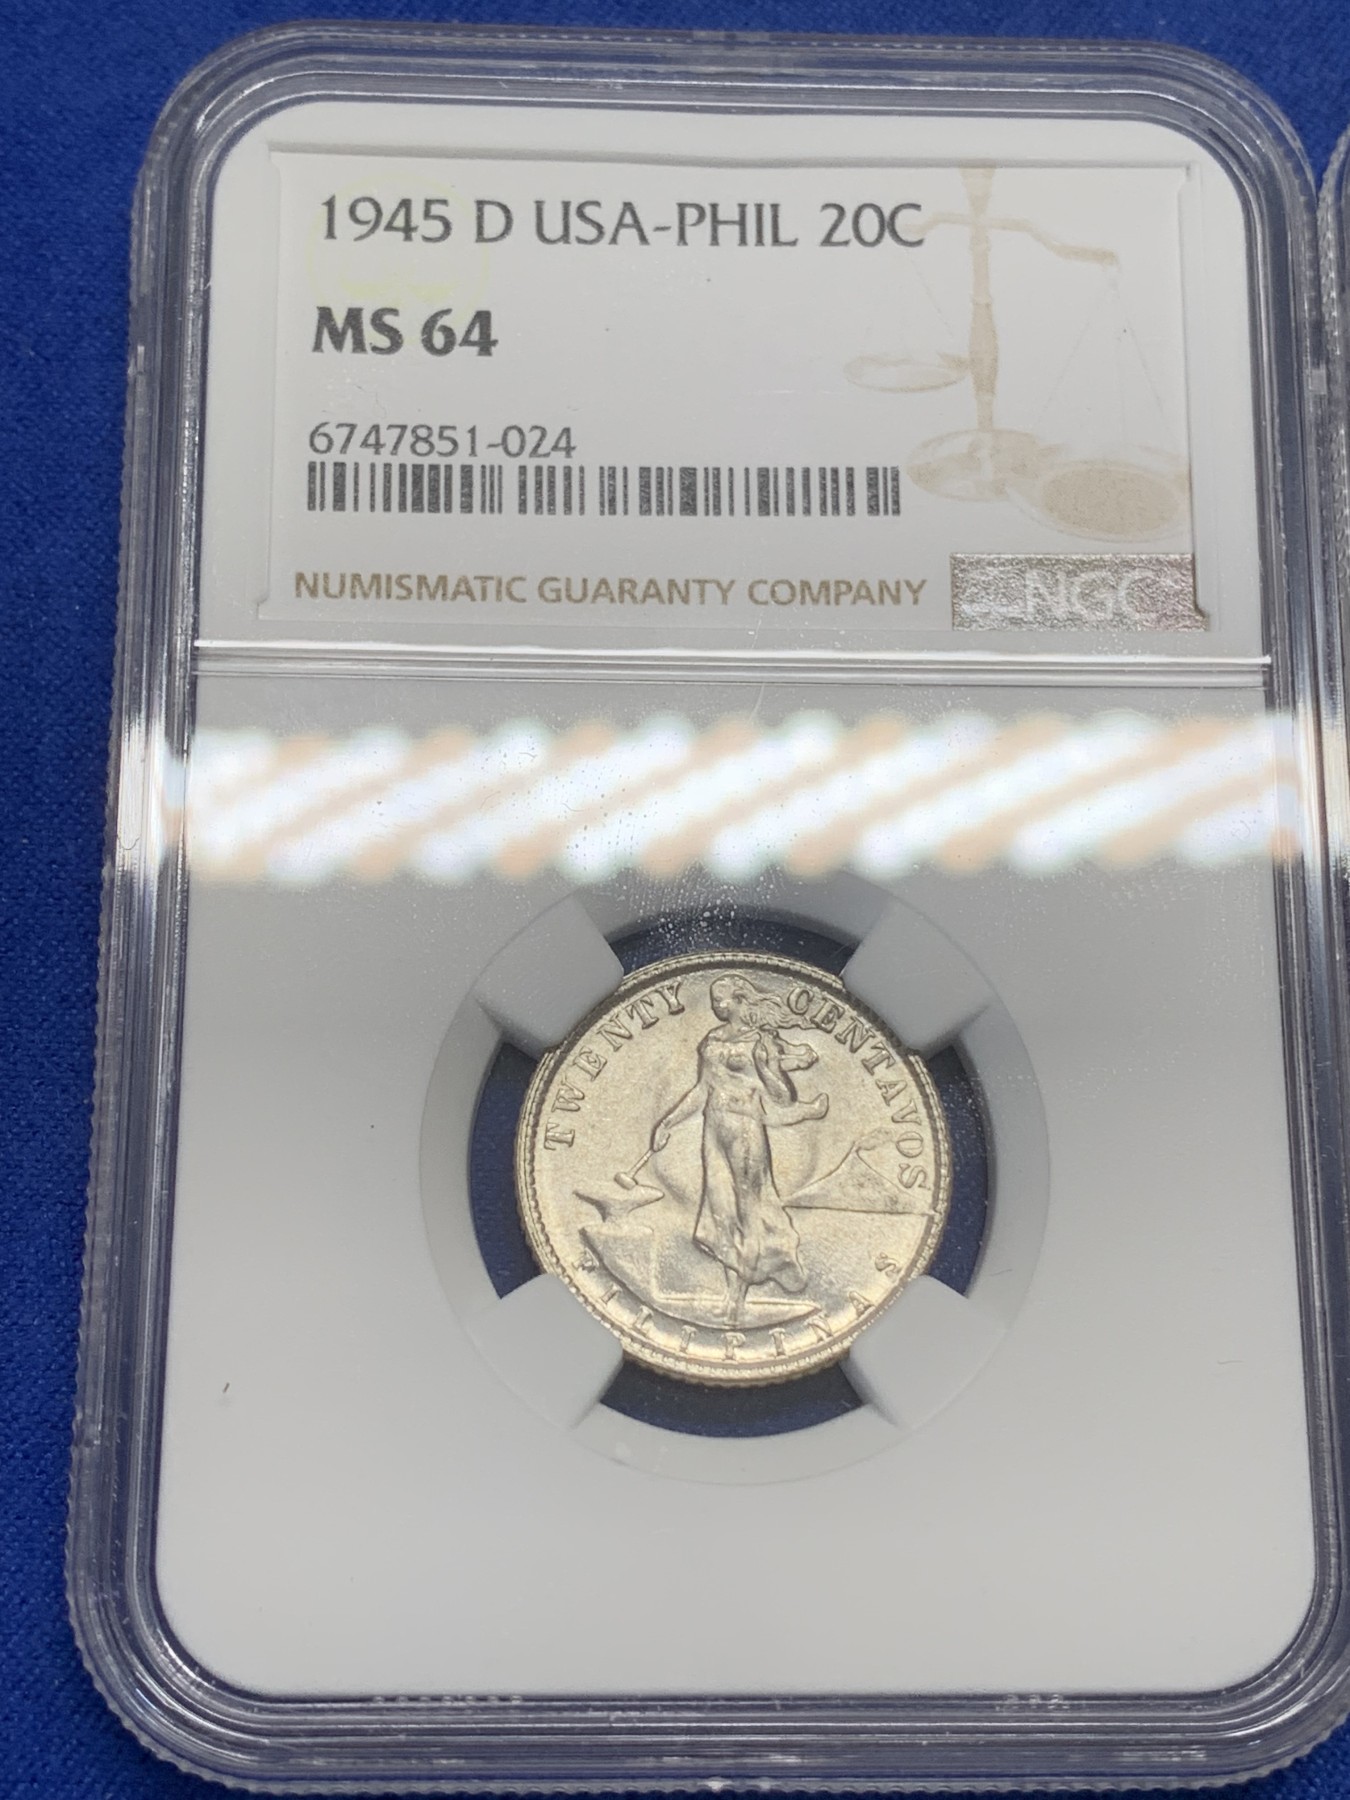 1945 D USA-PHIL 20C
MS 64
6747851-024
NUMISMATIC GUARANTY COMPANY
NGC
TWENTY CENTAVOS
FILIPINAS